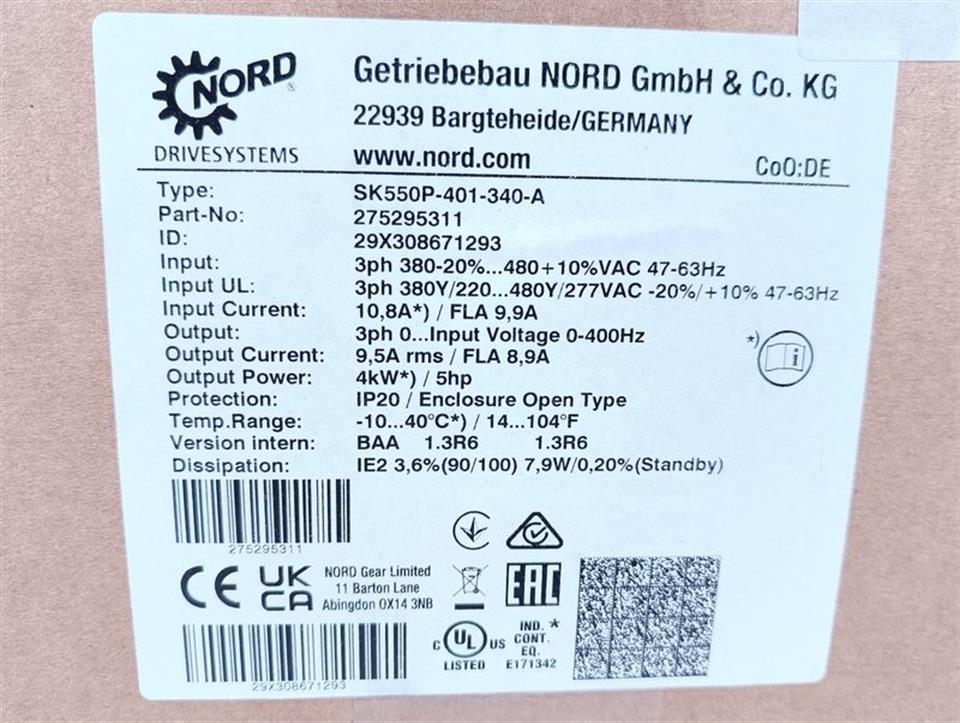 NORD
®
DRIVESYSTEMS
Getriebebau NORD GmbH & Co. KG
22939 Bargteheide/GERMANY
www.nord.com
CoO:DE
Type: SK550P-401-340-A
Part-No: 275295311
ID: 29X308671293
Input: 3ph 380-20%...480+10%VAC 47-63Hz
Input UL: 3ph 380Y/220...480Y/277VAC -20%/+10% 47-63Hz
Input Current: 10,8A*) / FLA 9,9A
Output: 3ph 0...Input Voltage 0-400Hz
Output Current: 9,5A rms / FLA 8,9A
Output Power: 4kW*) / 5hp
Protection: IP20 / Enclosure Open Type
Temp.Range: -10...40°C*) / 14...104°F
Version intern: BAA 1.3R6 1.3R6
Dissipation: IE2 3,6%(90/100) 7,9W/0,20%(Standby)
*) i
275295311
CE UK CA
NORD Gear Limited
11 Barton Lane
Abingdon OX14 3NB
EAC
29X308671293
C UL US
LISTED
IND. *
CONT.
EQ.
E171342